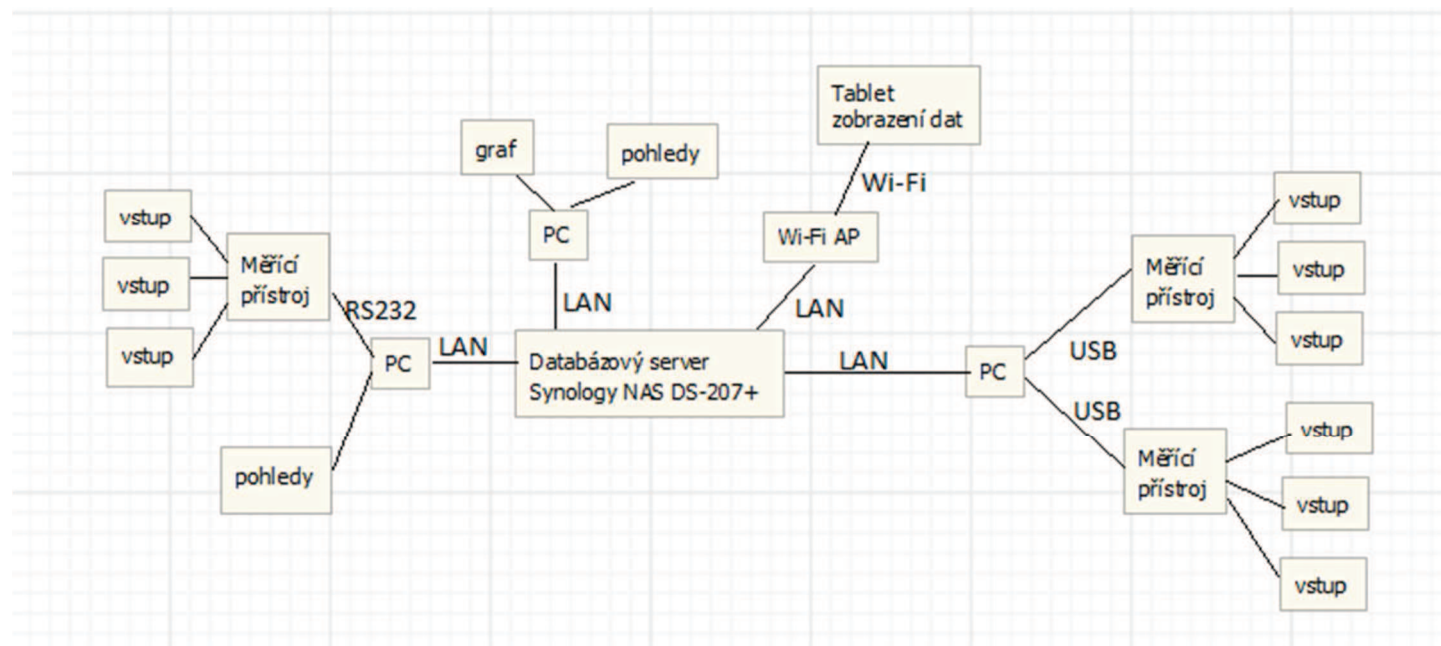 Tablet
zobrazení dat
graf
pohledy
Wi-Fi
vstup
vstup
PC
Wi-Fi AP
Měřící
přístroj
Měřící
přístroj
vstup
vstup
RS232
LAN
LAN
vstup
vstup
PC
LAN
Databázový server
Synology NAS DS-207+
LAN
PC
USB
USB
pohledy
Měřící
přístroj
vstup
vstup
vstup